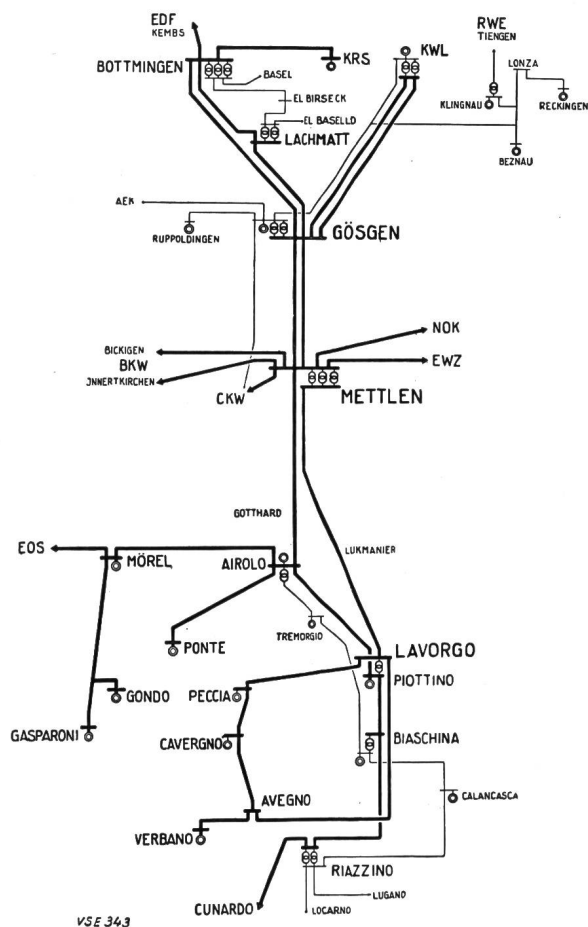 EDF
KEMBS
RWE
TIENGEN
BOTTMINGEN
KRS
KWL
BASEL
LONZA
EL BIRSECK
KLINGNAU
RECKINGEN
EL BASELLD
LACHMATT
BEZNAU
AEK
RUPPOLDINGEN
GÖSGEN
NOK
BICKIGEN
BKW
EWZ
JNNERTKIRCHEN
CKW
METTLEN
GOTTHARD
EOS
MÖREL
AIROLO
LUKMANIER
TREMORGIO
PONTE
LAVORGO
GONDO
PECCIA
PIOTTINO
GASPARONI
CAVERGNO
BIASCHINA
AVEGNO
CALANCASCA
VERBANO
RIAZZINO
CUNARDO
LUGANO
LOCARNO
VSE 343